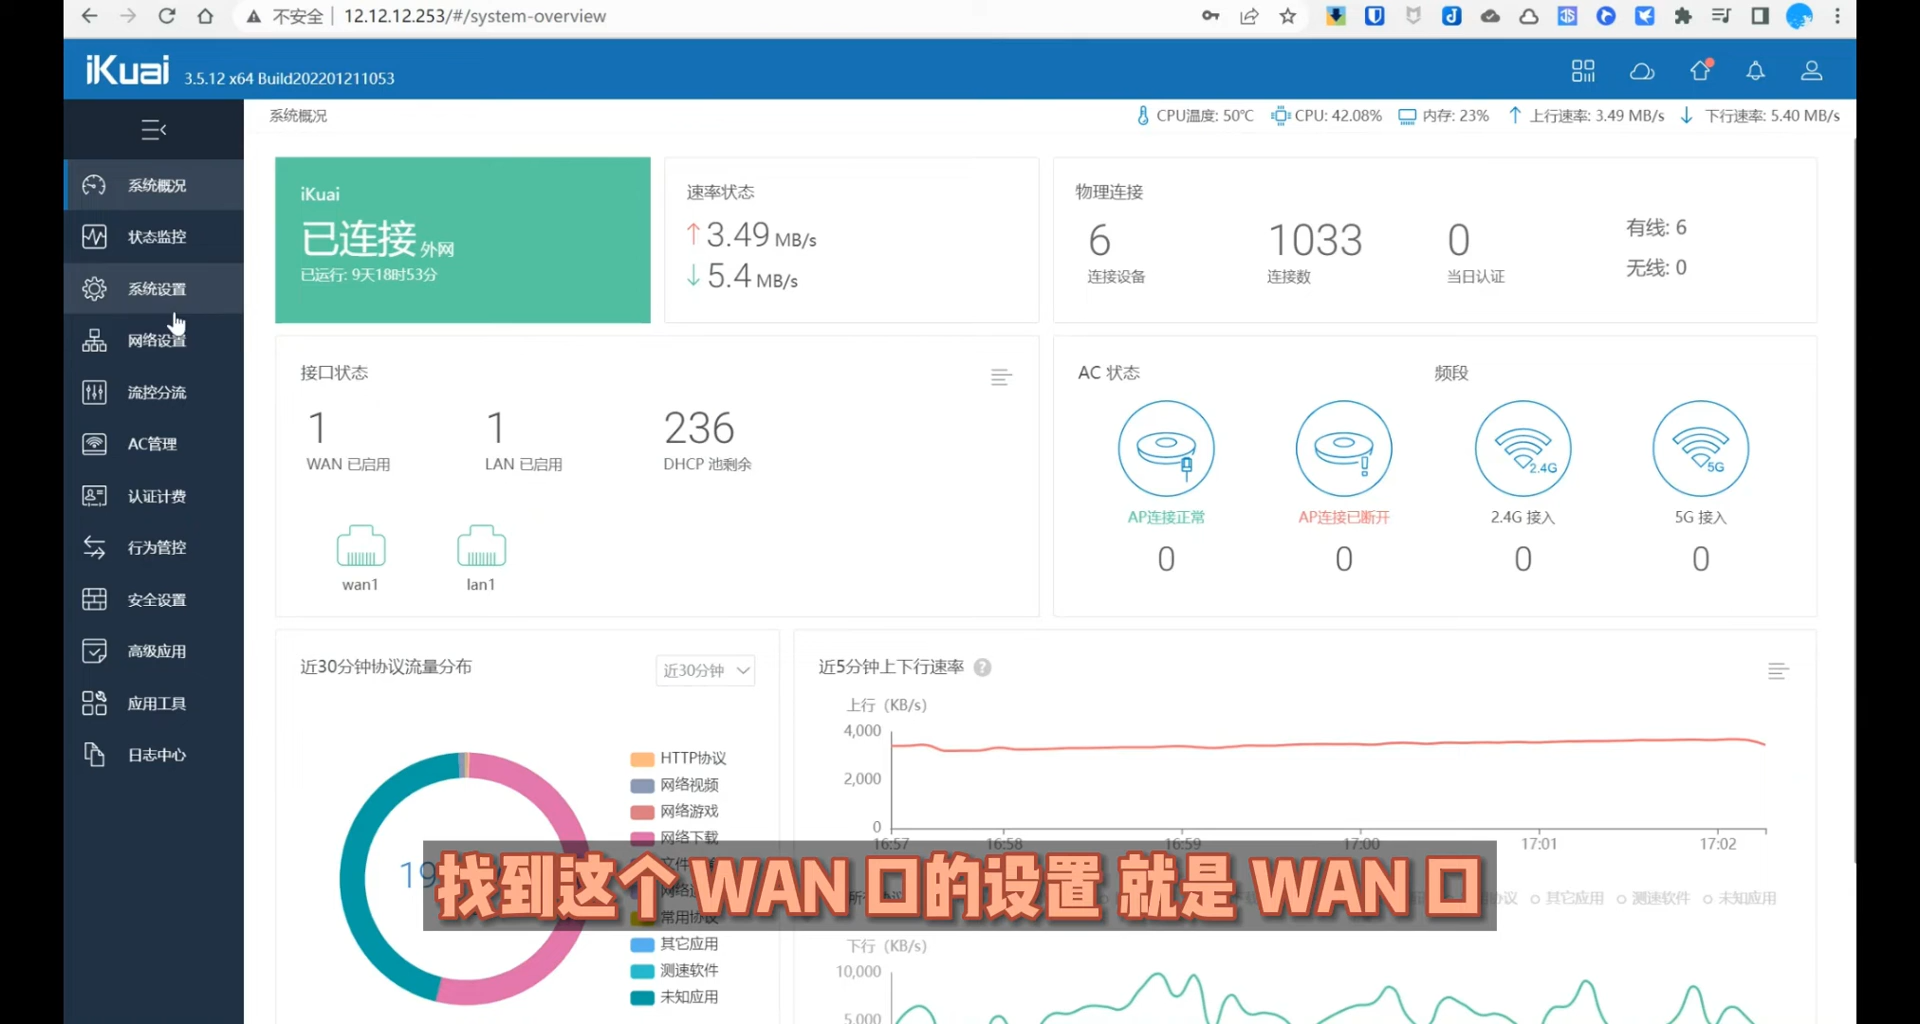 不安全 12.12.12.253/#/system-overview
iKuai 3.5.12 x64 Build202201211053
系统概况
CPU温度: 50°C CPU: 42.08% 内存: 23% 上行速率: 3.49 MB/s 下行速率: 5.40 MB/s
系统概况
状态监控
系统设置
网络设置
流控分流
AC管理
认证计费
行为管控
安全设置
高级应用
应用工具
日志中心
iKuai
已连接 外网
已运行: 9天18时53分
速率状态
3.49 MB/s
5.4 MB/s
物理连接
6 1033 0
连接设备 连接数 当日认证
有线: 6
无线: 0
接口状态
1 1 236
WAN 已启用 LAN 已启用 DHCP 池剩余
wan1 lan1
AC 状态 频段
2.4G 5G
AP连接正常 AP连接已断开 2.4G 接入 5G 接入
0 0 0 0
近30分钟协议流量分布 近30分钟
HTTP协议
网络视频
网络游戏
网络下载
常用协议
其它应用
测速软件
未知应用
近5分钟上下行速率
上行（KB/s）
4,000
2,000
0
16:57 16:58 16:59 17:00 17:01 17:02
其它应用 测速软件 未知应用
下行（KB/s）
10,000
5,000
找到这个 WAN 口的设置 就是 WAN 口